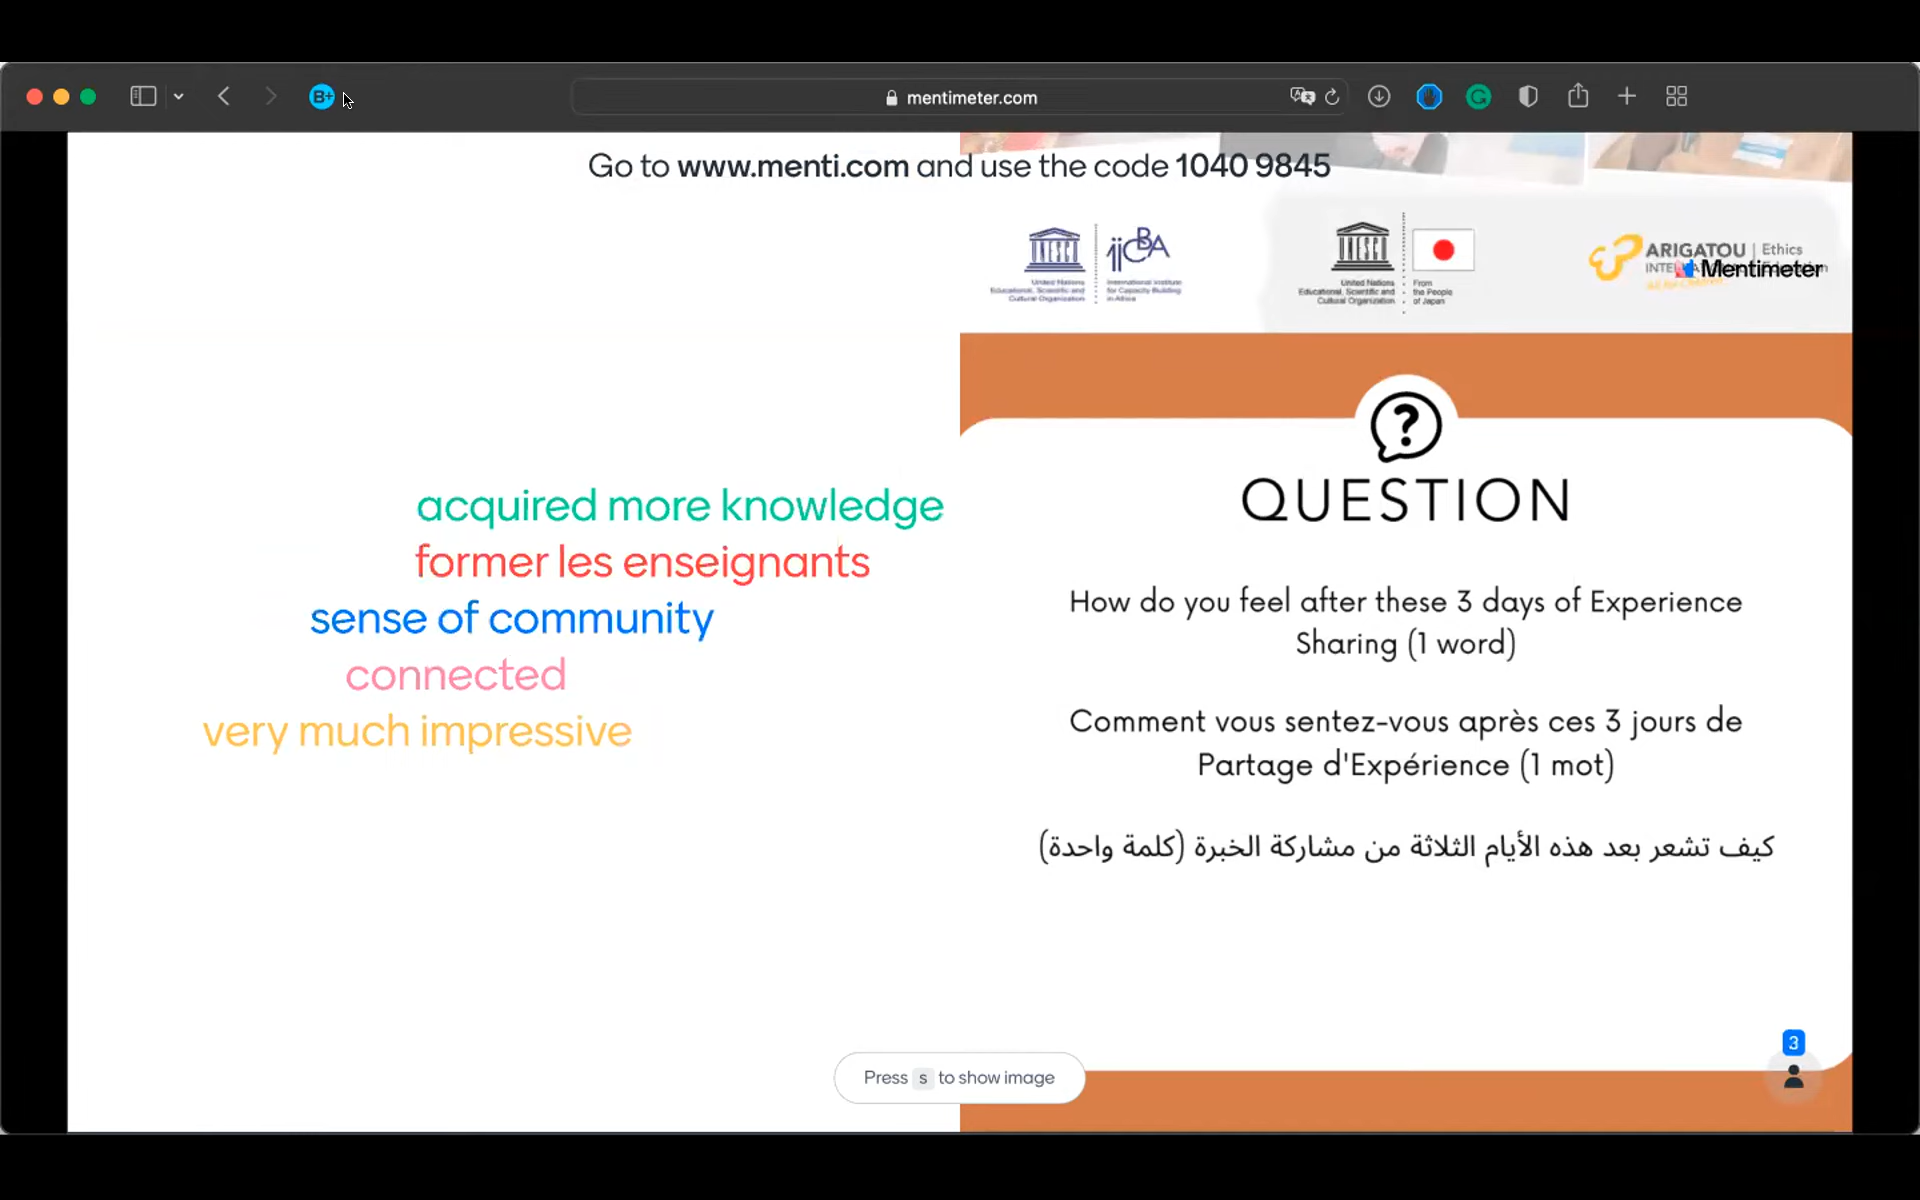 mentimeter.com
Go to www.menti.com and use the code 1040 9845
UNESCO
United Nations
Educational, Scientific and
Cultural Organization
iicBA
International Institute
for Capacity Building
in Africa
UNESCO
United Nations
Educational, Scientific and
Cultural Organization
From
the People
of Japan
ARIGATOU | Ethics
Mentimeter
QUESTION
How do you feel after these 3 days of Experience
Sharing (1 word)
Comment vous sentez-vous après ces 3 jours de
Partage d'Expérience (1 mot)
كيف تشعر بعد هذه الأيام الثلاثة من مشاركة الخبرة (كلمة واحدة)
acquired more knowledge
former les enseignants
sense of community
connected
very much impressive
Press s to show image
3